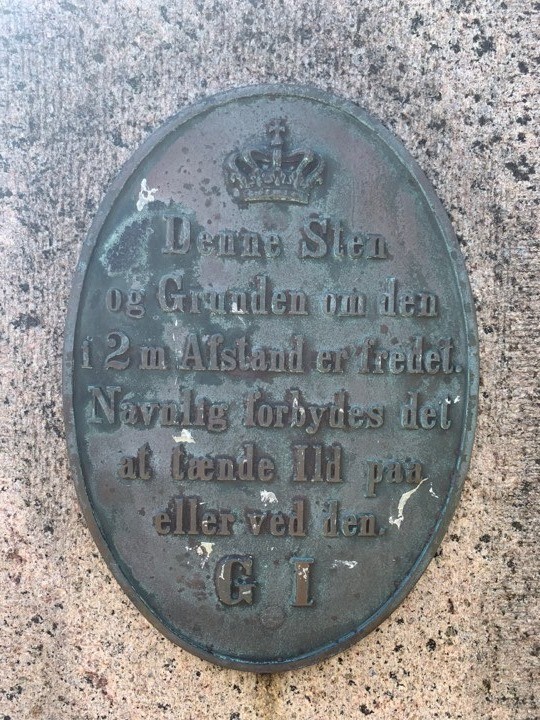 Denne Sten
og Grunden om den
i 2 m Afstand er fredet.
Navnlig forbydes det
at tænde Ild paa
eller ved den.
G I